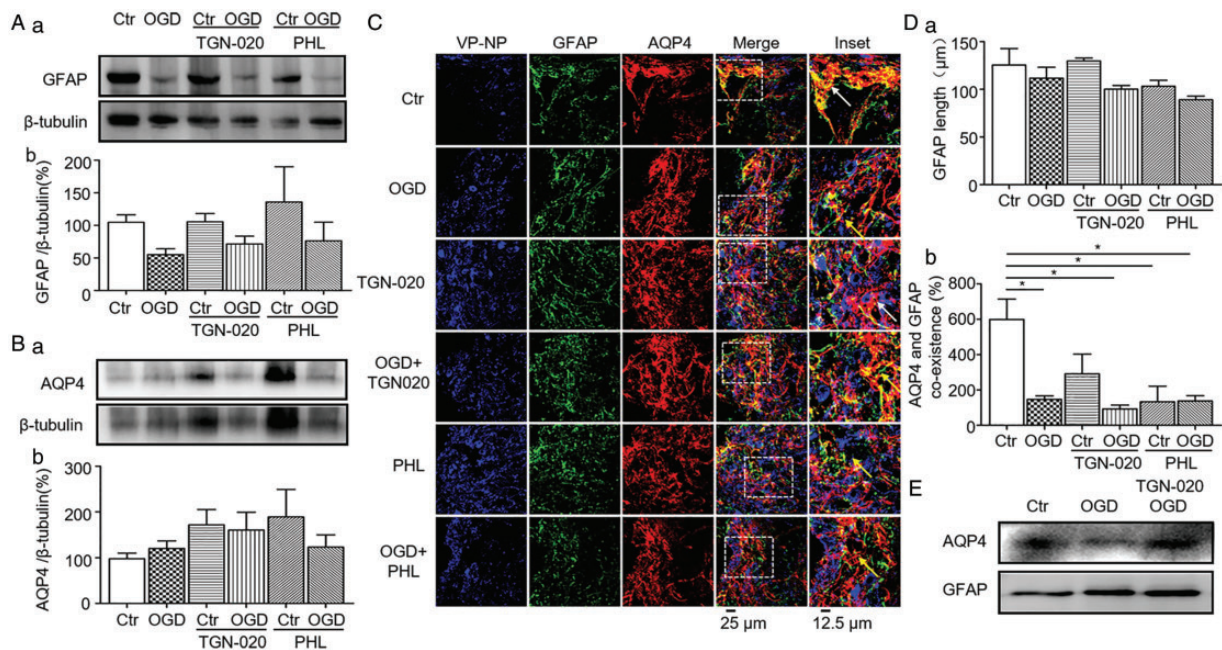 A a
Ctr OGD Ctr OGD Ctr OGD
TGN-020 PHL
GFAP
β-tubulin
b
GFAP /β-tubulin(%)
200
150
100
50
0
Ctr OGD Ctr OGD Ctr OGD
TGN-020 PHL
B a
AQP4
β-tubulin
b
AQP4 /β-tubulin(%)
300
200
100
0
Ctr OGD Ctr OGD Ctr OGD
TGN-020 PHL
C
VP-NP GFAP AQP4 Merge Inset
Ctr
OGD
TGN-020
OGD+
TGN020
PHL
OGD+
PHL
25 μm 12.5 μm
D a
GFAP length（μm）
150
100
50
0
Ctr OGD Ctr OGD Ctr OGD
TGN-020 PHL
b
AQP4 and GFAP
co-existence (%)
800
600
400
200
0
* * * *
Ctr OGD Ctr OGD Ctr OGD
TGN-020 PHL
E
TGN-020
Ctr OGD OGD
AQP4
GFAP